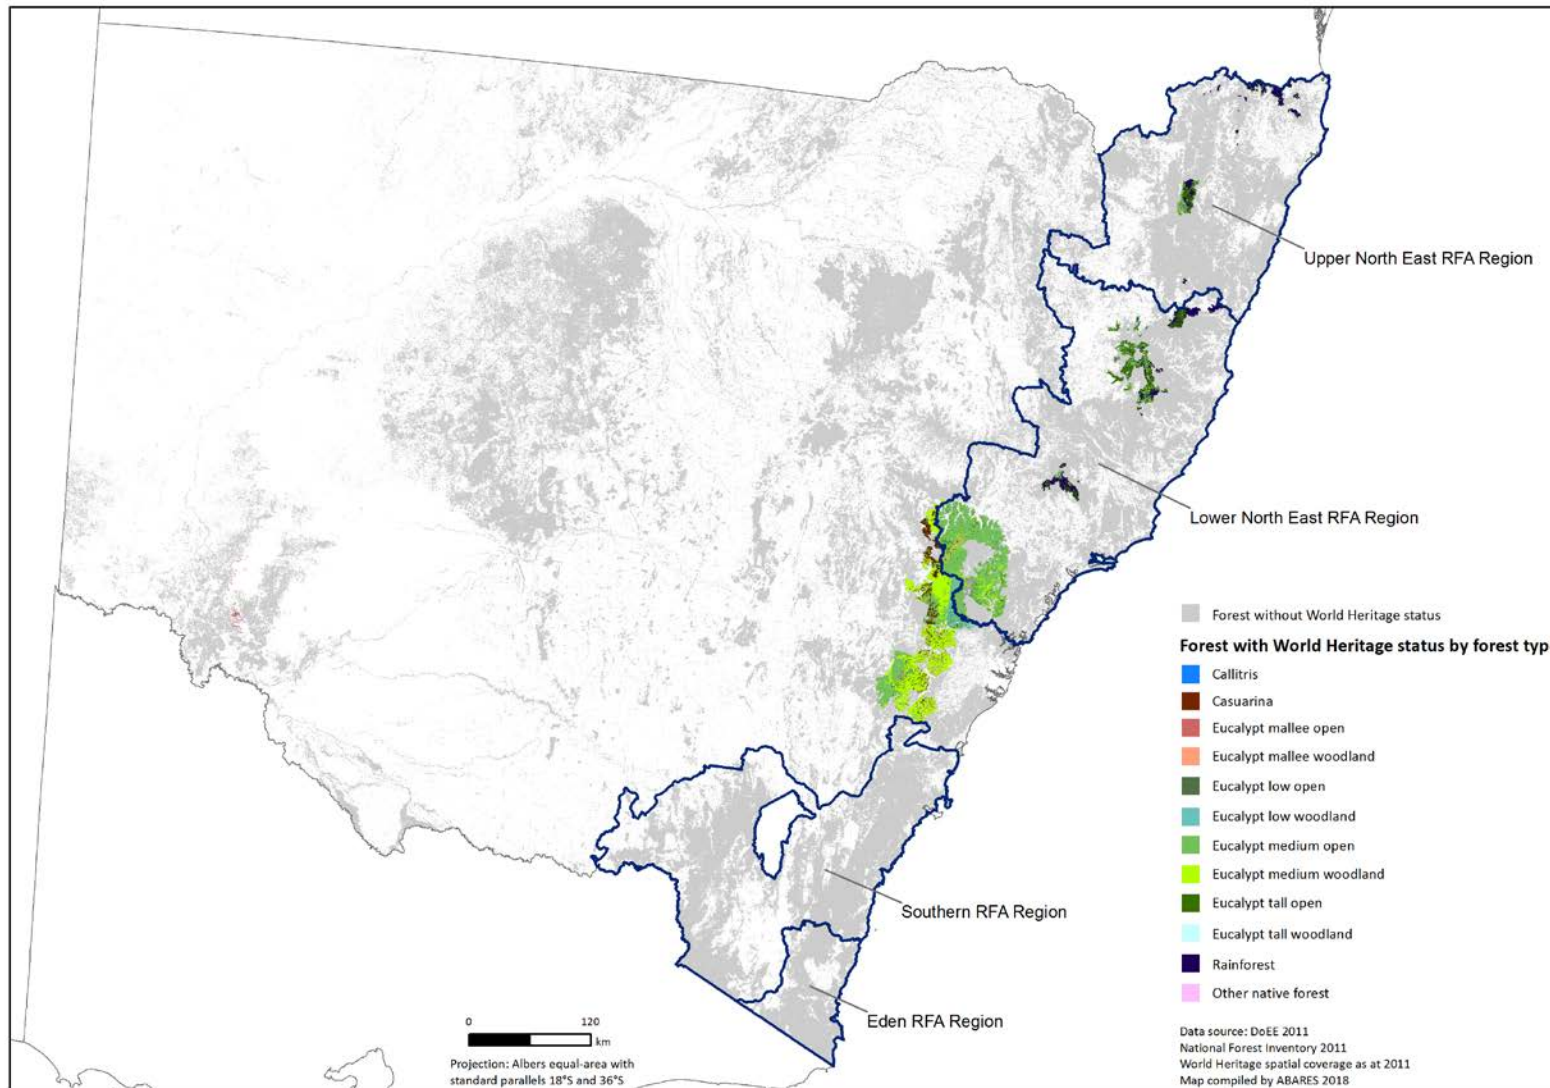 Upper North East RFA Region
Lower North East RFA Region
Forest without World Heritage status
Forest with World Heritage status by forest typ
Callitris
Casuarina
Eucalypt mallee open
Eucalypt mallee woodland
Eucalypt low open
Eucalypt low woodland
Eucalypt medium open
Eucalypt medium woodland
Eucalypt tall open
Eucalypt tall woodland
Rainforest
Other native forest
Southern RFA Region
Eden RFA Region
0 120
km
Projection: Albers equal-area with
standard parallels 18°S and 36°S
Data source: DoEE 2011
National Forest Inventory 2011
World Heritage spatial coverage as at 2011
Map compiled by ABARES 2018